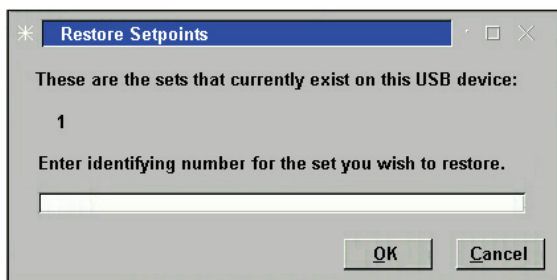 Restore Setpoints
These are the sets that currently exist on this USB device:
1
Enter identifying number for the set you wish to restore.
OK Cancel